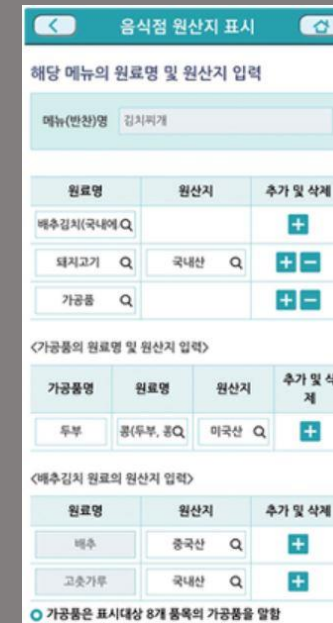 음식점 원산지 표시
해당 메뉴의 원료명 및 원산지 입력
메뉴(반찬)명 김치찌개
원료명 원산지 추가 및 삭제
배추김치(국내에
돼지고기 국내산
가공품
<가공품의 원료명 및 원산지 입력>
가공품명 원료명 원산지 추가 및 삭
제
두부 콩(두부, 콩 미국산
<배추김치 원료의 원산지 입력>
원료명 원산지 추가 및 삭제
배추 중국산
고춧가루 국내산
가공품은 표시대상 8개 품목의 가공품을 말함